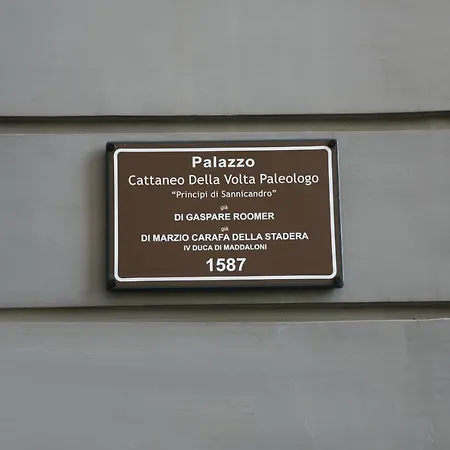 Palazzo
Cattaneo Della Volta Paleologo
"Principi di Sannicandro"
già
DI GASPARE ROOMER
già
DI MARZIO CARAFA DELLA STADERA
IV DUCA DI MADDALONI
1587